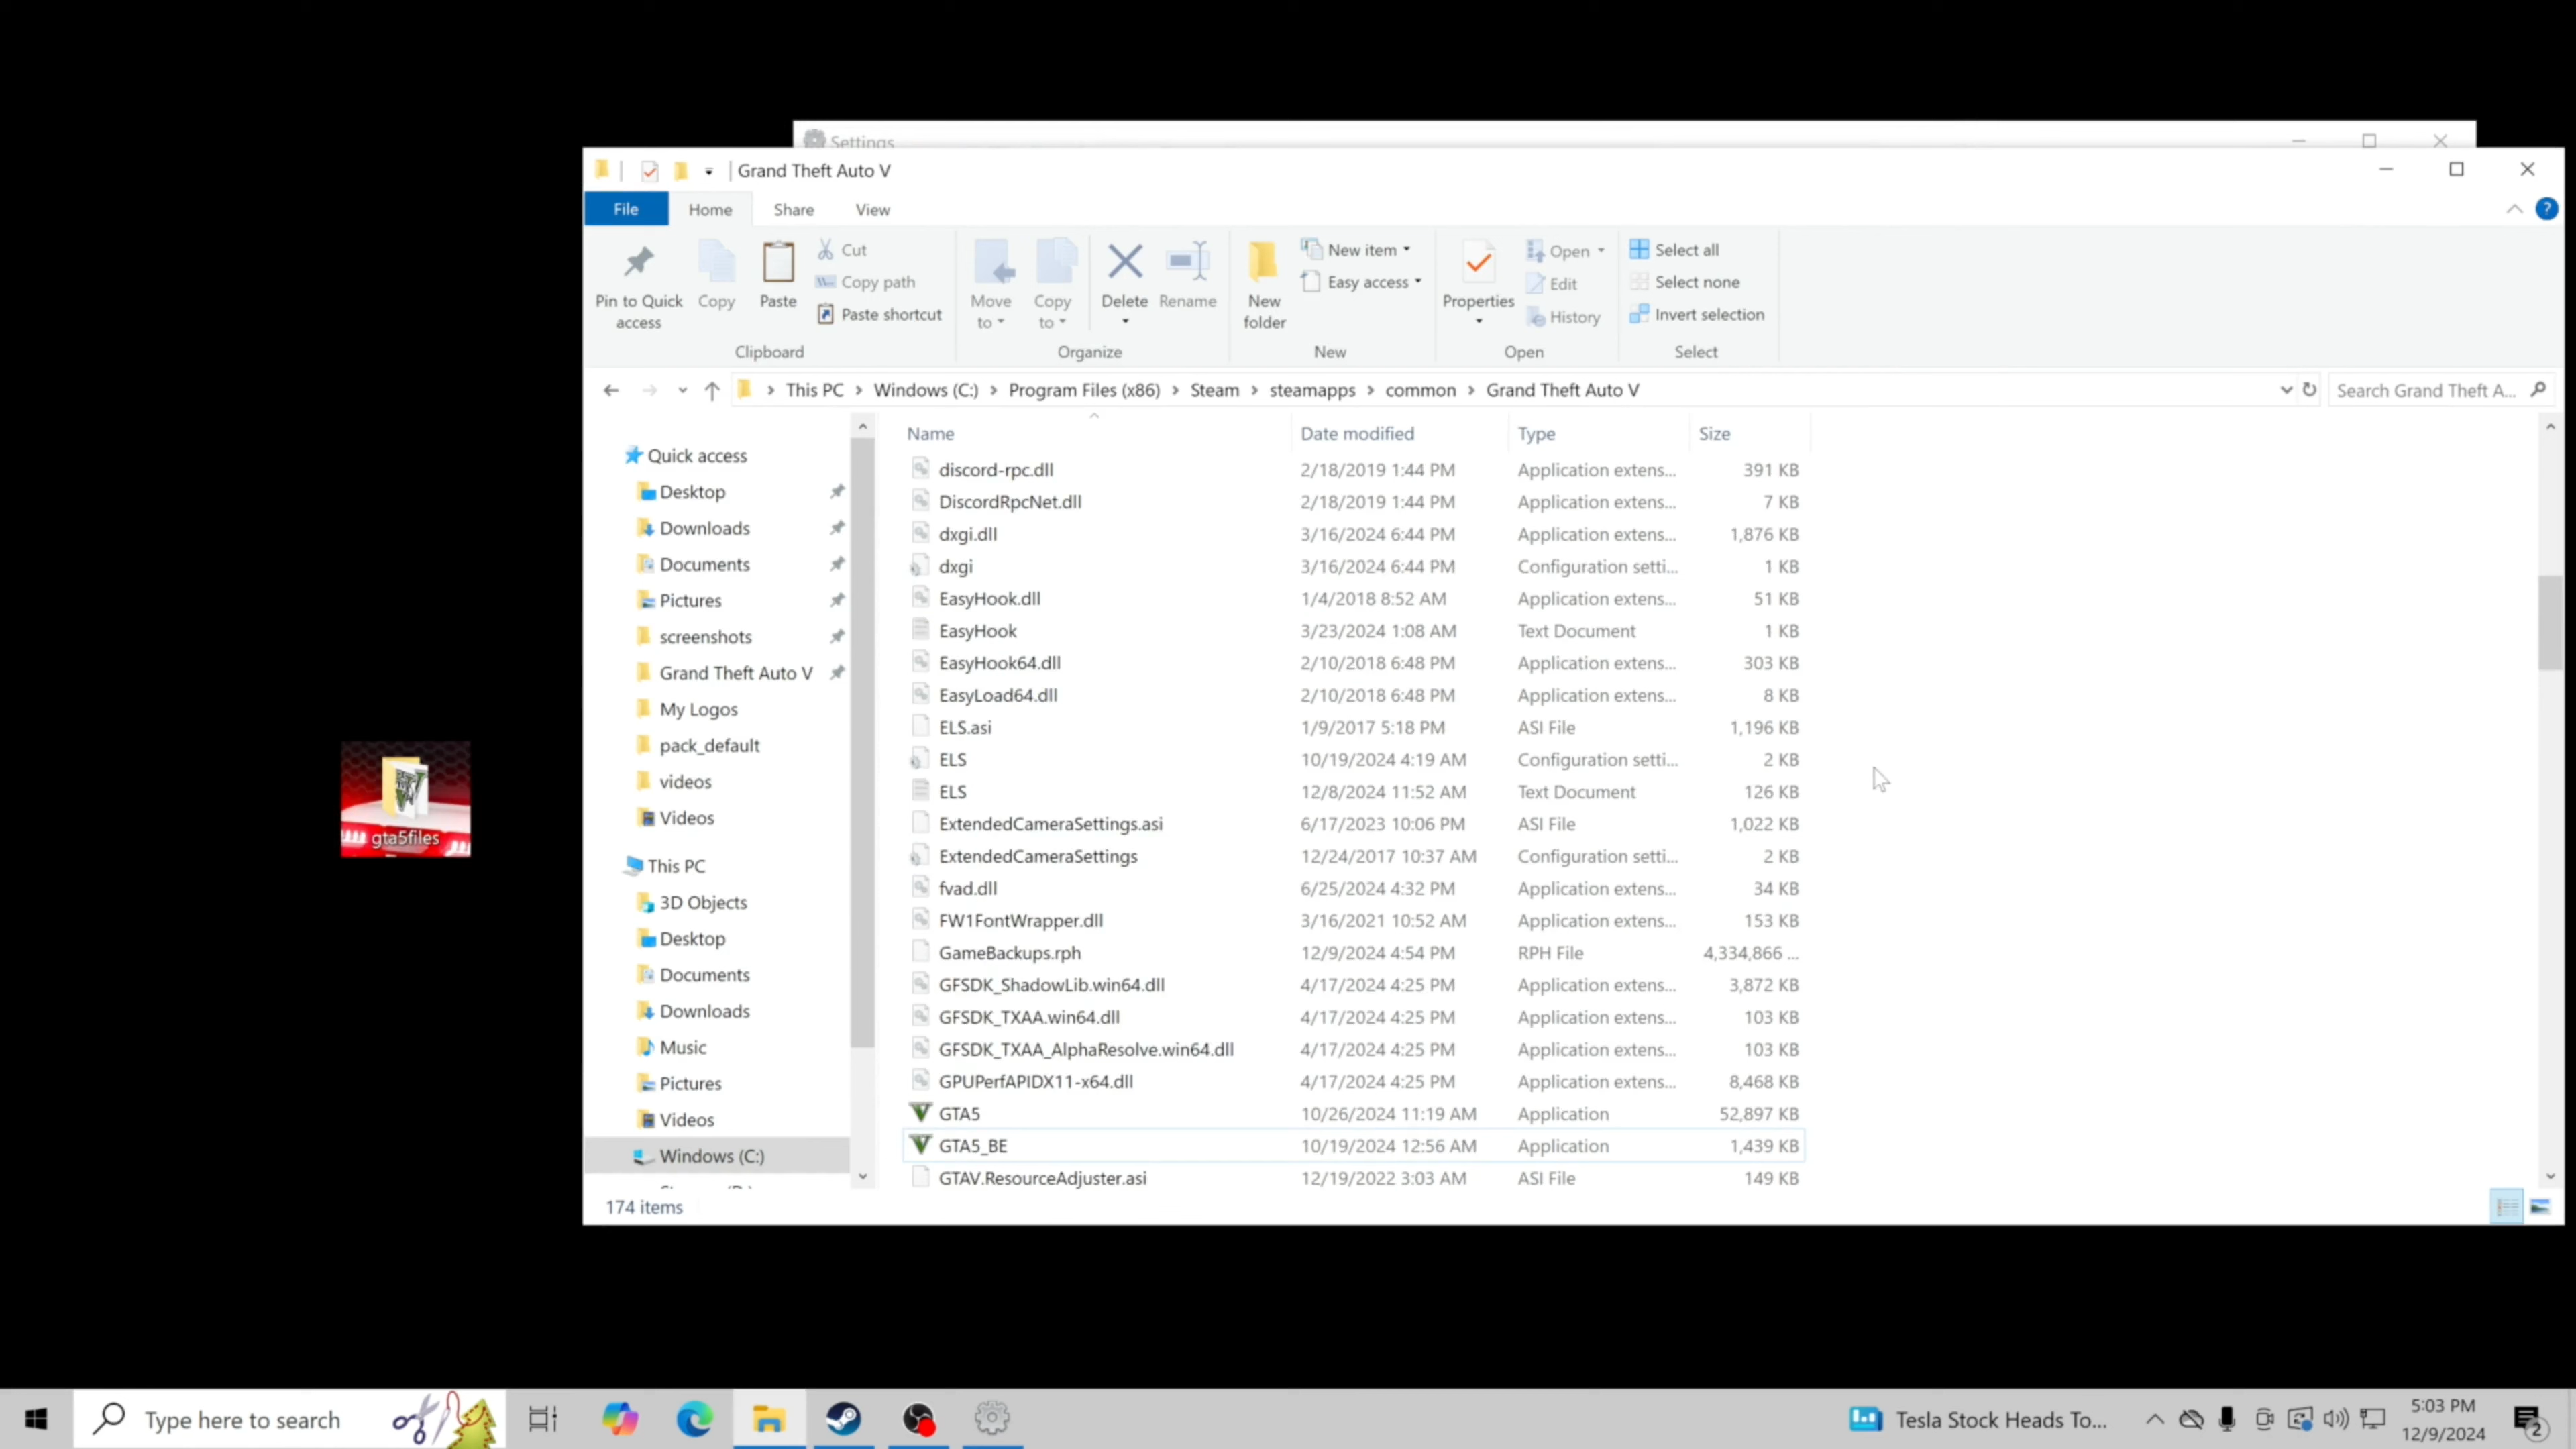 Settings
Grand Theft Auto V
File Home Share View
Pin to Quick access
Copy
Paste
Cut
Copy path
Paste shortcut
Move to
Copy to
Delete
Rename
New folder
New item
Easy access
Properties
Open
Edit
History
Select all
Select none
Invert selection
Clipboard Organize New Open Select
This PC > Windows (C:) > Program Files (x86) > Steam > steamapps > common > Grand Theft Auto V
Search Grand Theft A...
Quick access
Desktop
Downloads
Documents
Pictures
screenshots
Grand Theft Auto V
My Logos
pack_default
videos
Videos
This PC
3D Objects
Desktop
Documents
Downloads
Music
Pictures
Videos
Windows (C:)
Name Date modified Type Size
discord-rpc.dll 2/18/2019 1:44 PM Application extens... 391 KB
DiscordRpcNet.dll 2/18/2019 1:44 PM Application extens... 7 KB
dxgi.dll 3/16/2024 6:44 PM Application extens... 1,876 KB
dxgi 3/16/2024 6:44 PM Configuration setti... 1 KB
EasyHook.dll 1/4/2018 8:52 AM Application extens... 51 KB
EasyHook 3/23/2024 1:08 AM Text Document 1 KB
EasyHook64.dll 2/10/2018 6:48 PM Application extens... 303 KB
EasyLoad64.dll 2/10/2018 6:48 PM Application extens... 8 KB
ELS.asi 1/9/2017 5:18 PM ASI File 1,196 KB
ELS 10/19/2024 4:19 AM Configuration setti... 2 KB
ELS 12/8/2024 11:52 AM Text Document 126 KB
ExtendedCameraSettings.asi 6/17/2023 10:06 PM ASI File 1,022 KB
ExtendedCameraSettings 12/24/2017 10:37 AM Configuration setti... 2 KB
fvad.dll 6/25/2024 4:32 PM Application extens... 34 KB
FW1FontWrapper.dll 3/16/2021 10:52 AM Application extens... 153 KB
GameBackups.rph 12/9/2024 4:54 PM RPH File 4,334,866 ...
GFSDK_ShadowLib.win64.dll 4/17/2024 4:25 PM Application extens... 3,872 KB
GFSDK_TXAA.win64.dll 4/17/2024 4:25 PM Application extens... 103 KB
GFSDK_TXAA_AlphaResolve.win64.dll 4/17/2024 4:25 PM Application extens... 103 KB
GPUPerfAPIDX11-x64.dll 4/17/2024 4:25 PM Application extens... 8,468 KB
GTA5 10/26/2024 11:19 AM Application 52,897 KB
GTA5_BE 10/19/2024 12:56 AM Application 1,439 KB
GTAV.ResourceAdjuster.asi 12/19/2022 3:03 AM ASI File 149 KB
174 items
gta5files
Type here to search
Tesla Stock Heads To...
5:03 PM
12/9/2024
2